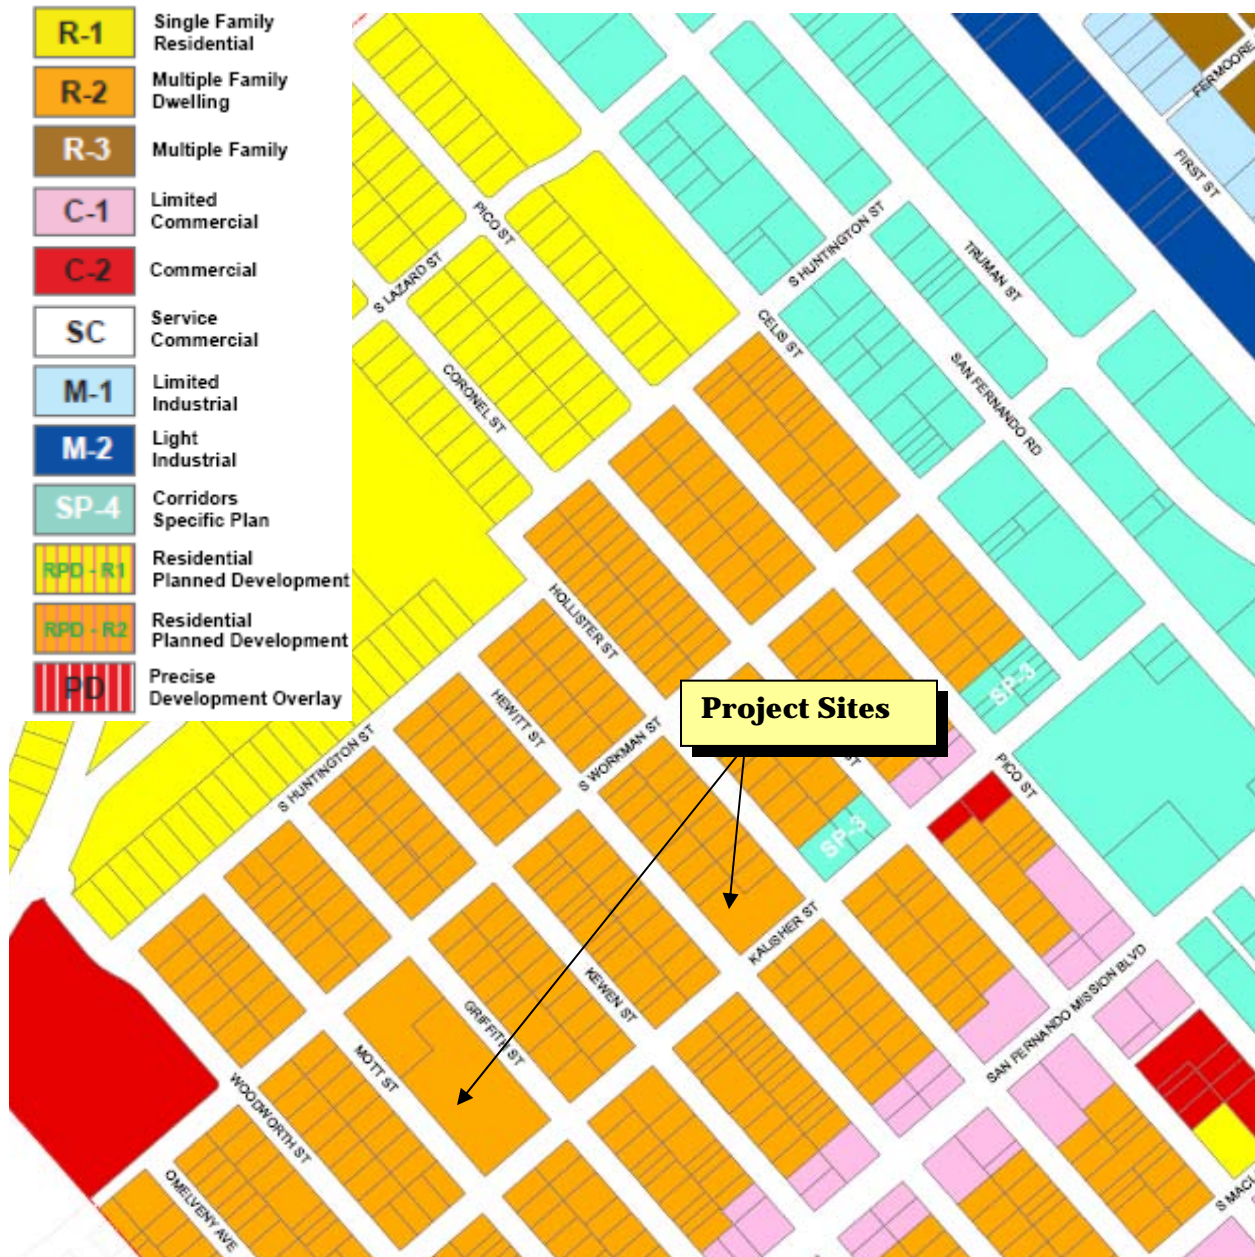 R-1
Single Family
Residential
R-2
Multiple Family
Dwelling
R-3
Multiple Family
C-1
Limited
Commercial
C-2
Commercial
SC
Service
Commercial
M-1
Limited
Industrial
M-2
Light
Industrial
SP-4
Corridors
Specific Plan
RPD - R1
Residential
Planned Development
RPD - R2
Residential
Planned Development
PD
Precise
Development Overlay
FERMOORE
FIRST ST
PICO ST
S LAZARD ST
S HUNTINGTON ST
TRUMAN ST
CELIS ST
SAN FERNANDO RD
CORONEL ST
HOLLISTER ST
HEWITT ST
S WORKMAN ST
S HUNTINGTON ST
Project Sites
ST
SP-3
SP-3
PICO ST
KALISHER ST
KEWEN ST
GRIFFITH ST
MOTT ST
WOODWORTH ST
OMELVENY AVE
SAN FERNANDO MISSION BLVD